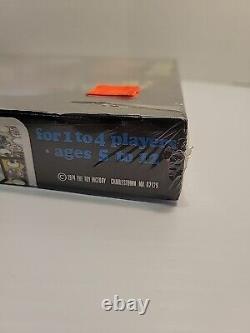 for 1 to 4 players
• ages 5 to 12
© 1974 THE TOY FACTORY CHARLESTOWN MA. 02129